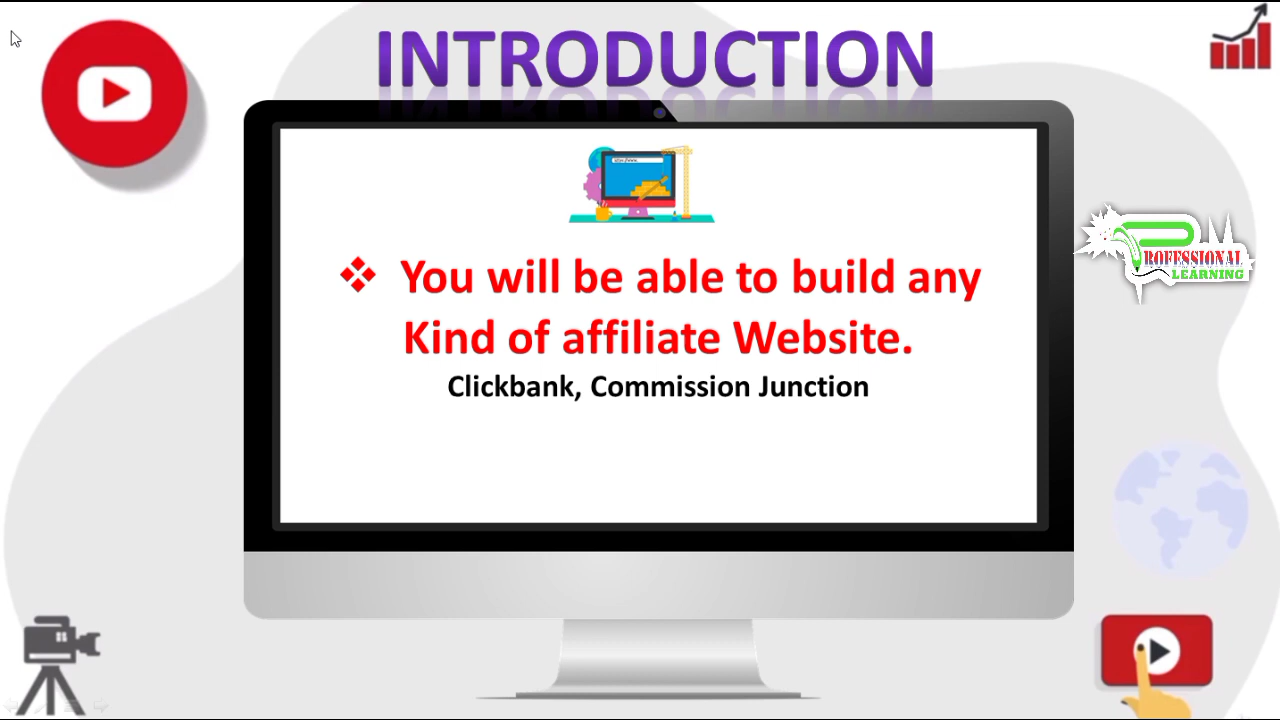 INTRODUCTION
❖ You will be able to build any
Kind of affiliate Website.
Clickbank, Commission Junction
PROFESSIONAL
LEARNING